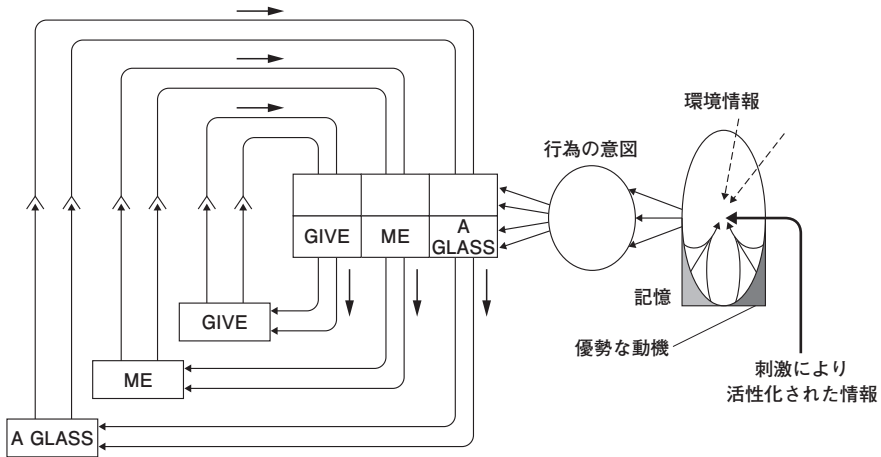 環境情報
行為の意図
GIVE
ME
A
GLASS
記憶
GIVE
優勢な動機
刺激により
活性化された情報
ME
A GLASS